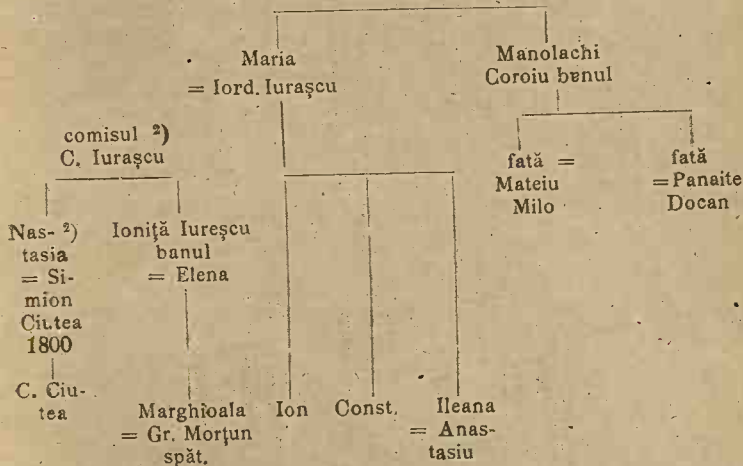 Maria
= Iord. Iurașcu
Manolachi
Coroiu banul
comisul ²)
C. Iurașcu
fată =
Mateiu
Milo
fată
= Panaite
Docan
Nas- ²)
tasia
= Si-
mion
Ciutea
1800
Ioniță Iurescu
banul
= Elena
C. Ciu-
tea
Marghioala
= Gr. Morțun
spăt.
Ion
Const.
Ileana
= Anas-
tasiu